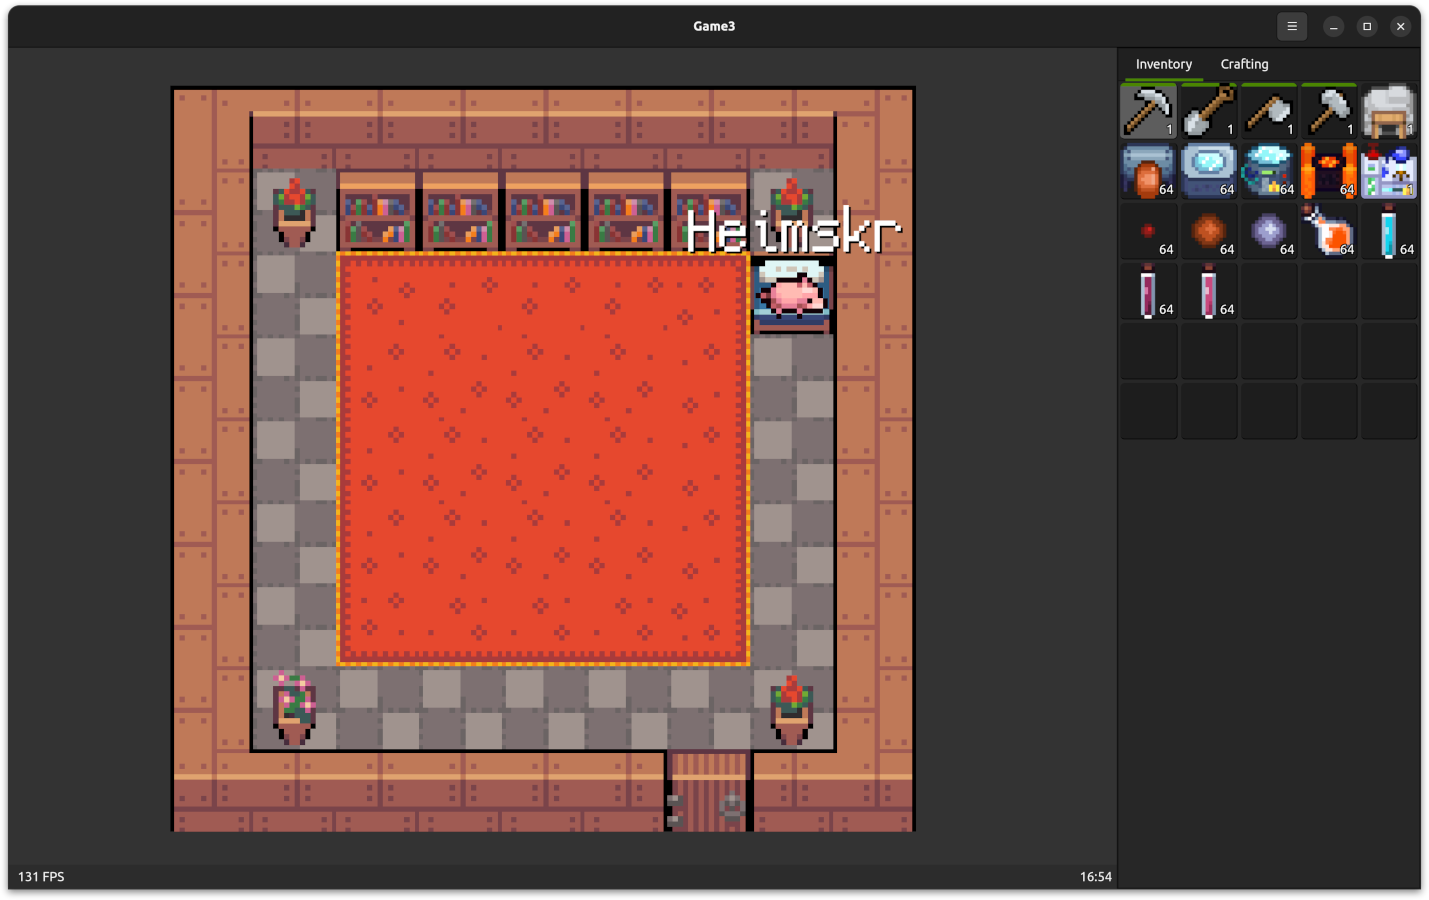 Game3
Inventory Crafting
1 1 1 1 1
64 64 64 64 1
64 64 64 64 64
64 64
Heimskr
131 FPS
16:54